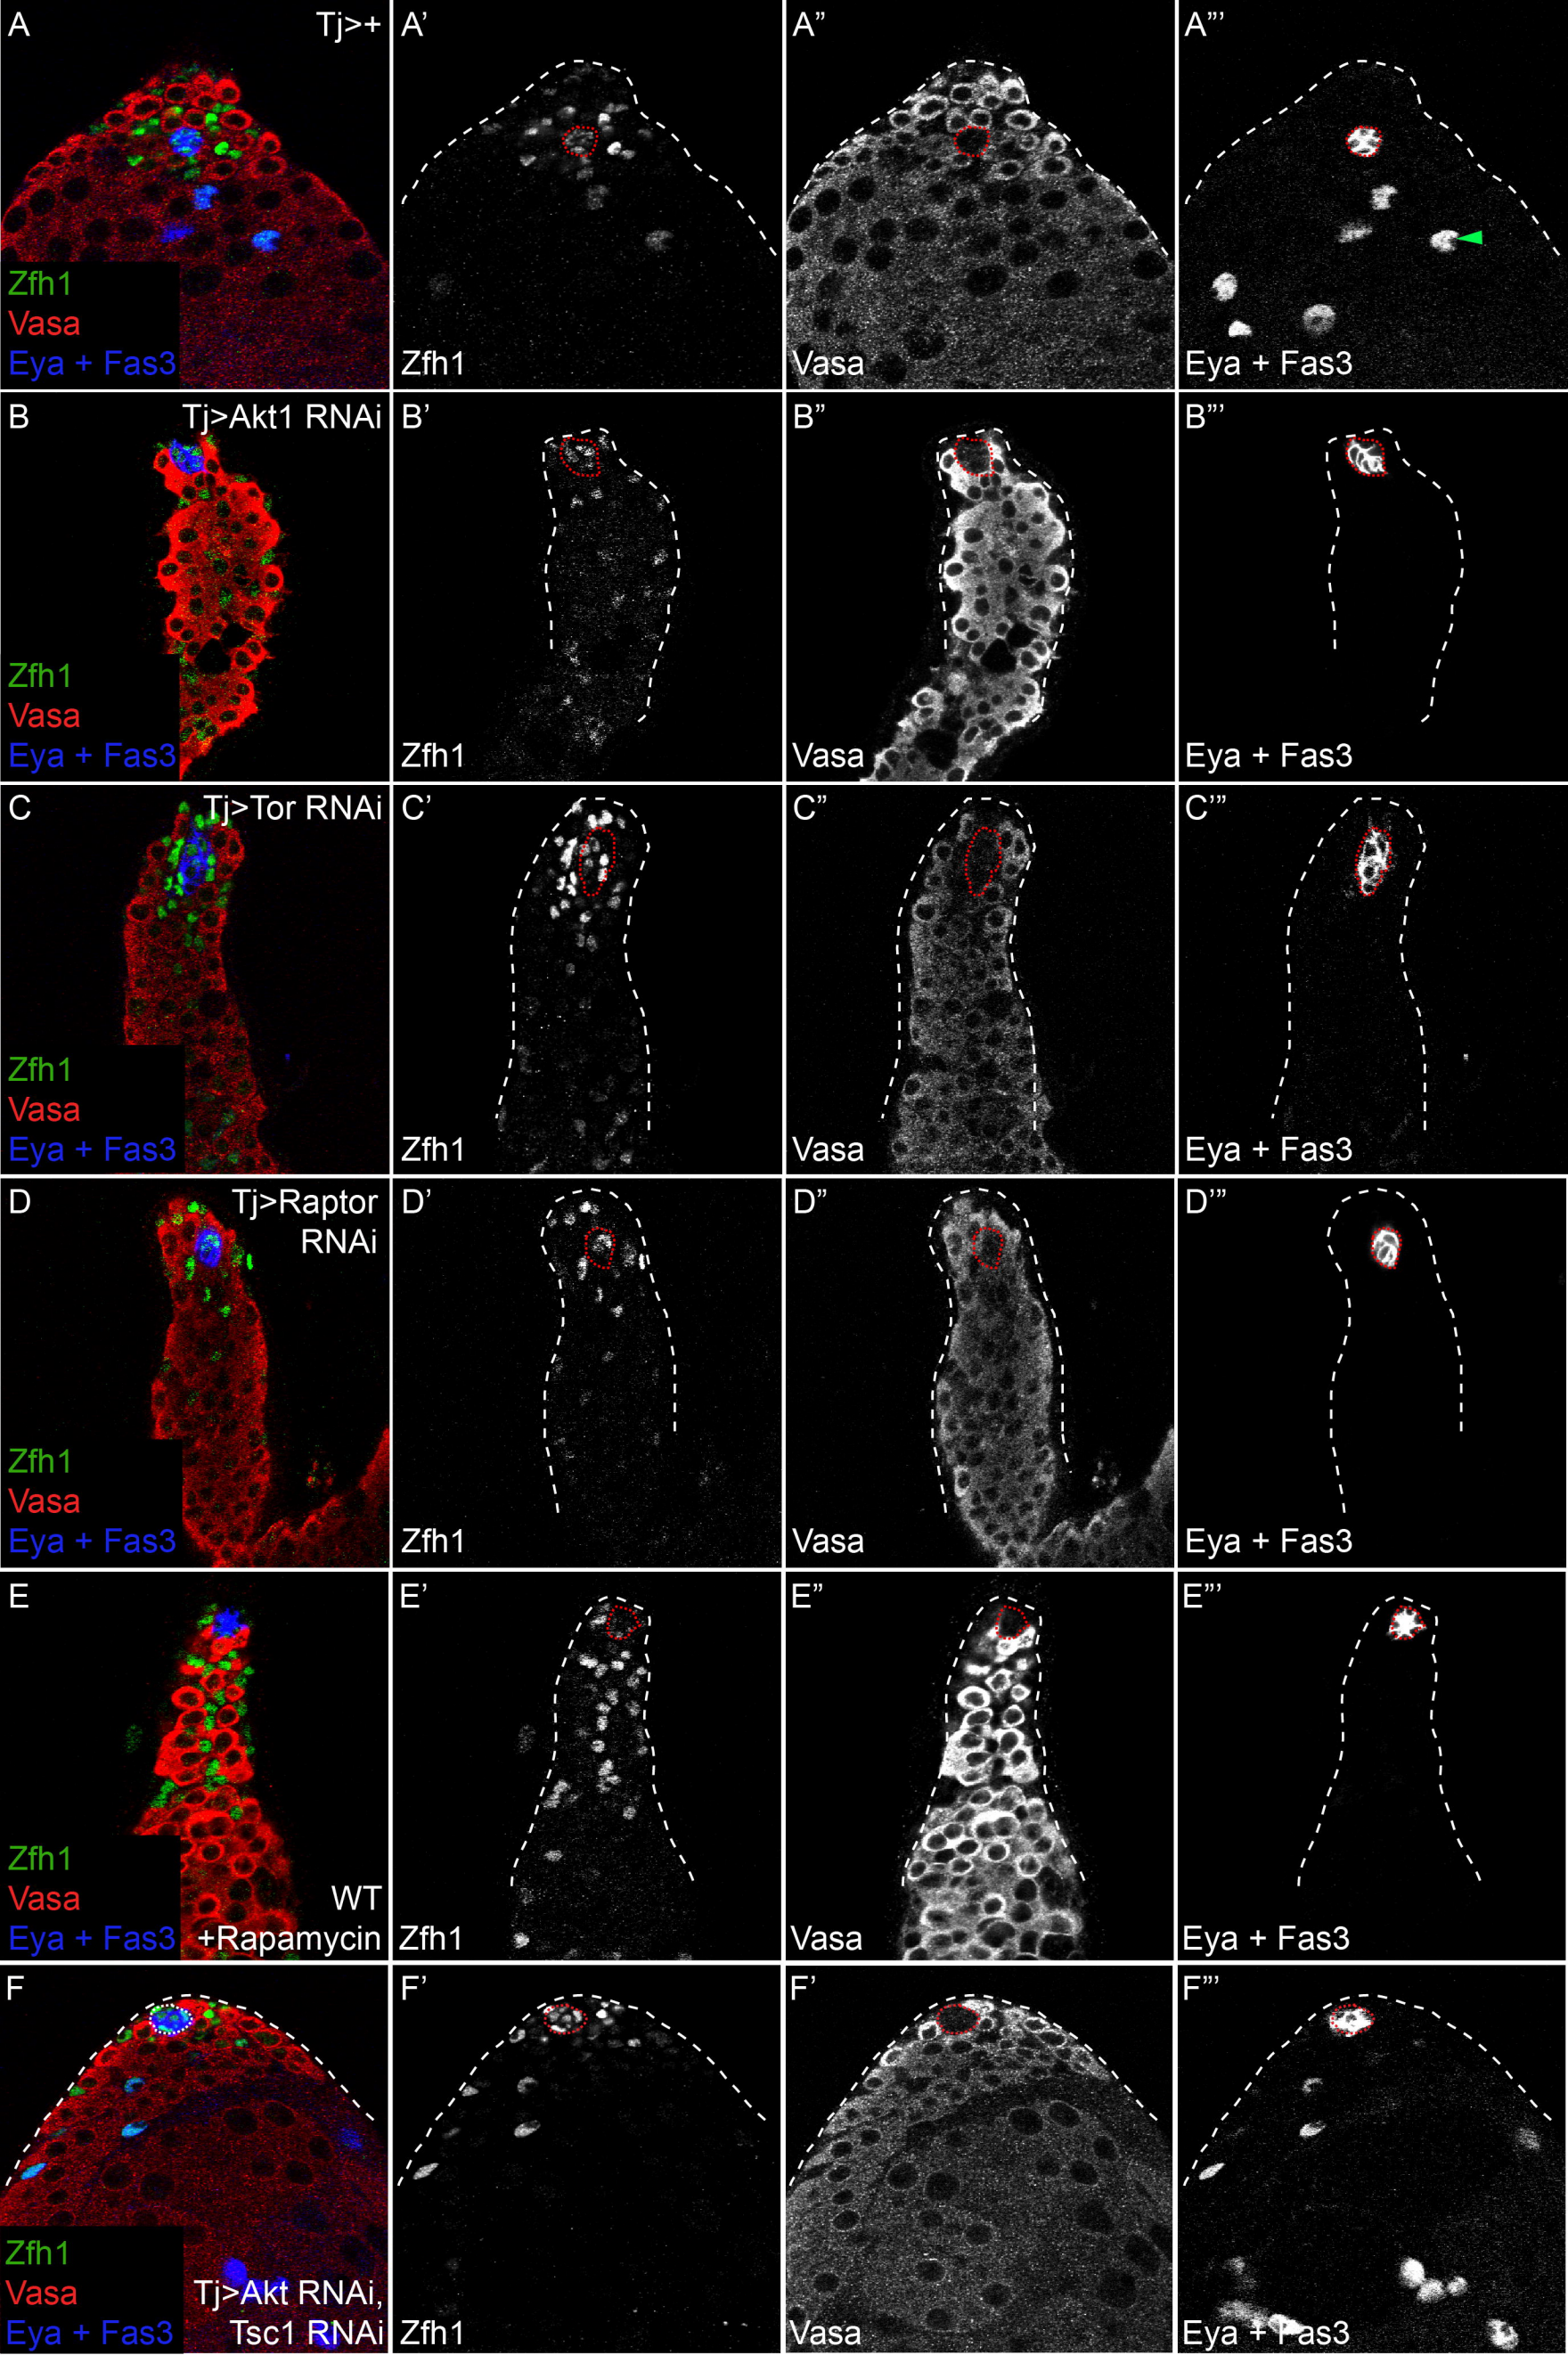 A
Tj>+
Zfh1
Vasa
Eya + Fas3
A’
Zfh1
A”
Vasa
A”’
Eya + Fas3
B
Tj>Akt1 RNAi
Zfh1
Vasa
Eya + Fas3
B’
Zfh1
B”
Vasa
B”’
Eya + Fas3
C
Tj>Tor RNAi
Zfh1
Vasa
Eya + Fas3
C’
Zfh1
C”
Vasa
C”’
Eya + Fas3
D
Tj>Raptor
RNAi
Zfh1
Vasa
Eya + Fas3
D’
Zfh1
D”
Vasa
D”’
Eya + Fas3
E
Zfh1
Vasa
Eya + Fas3
WT
+Rapamycin
E’
Zfh1
E”
Vasa
E”’
Eya + Fas3
F
Zfh1
Vasa
Eya + Fas3
Tj>Akt RNAi,
Tsc1 RNAi
F’
Zfh1
F’
Vasa
F”’
Eya + Fas3